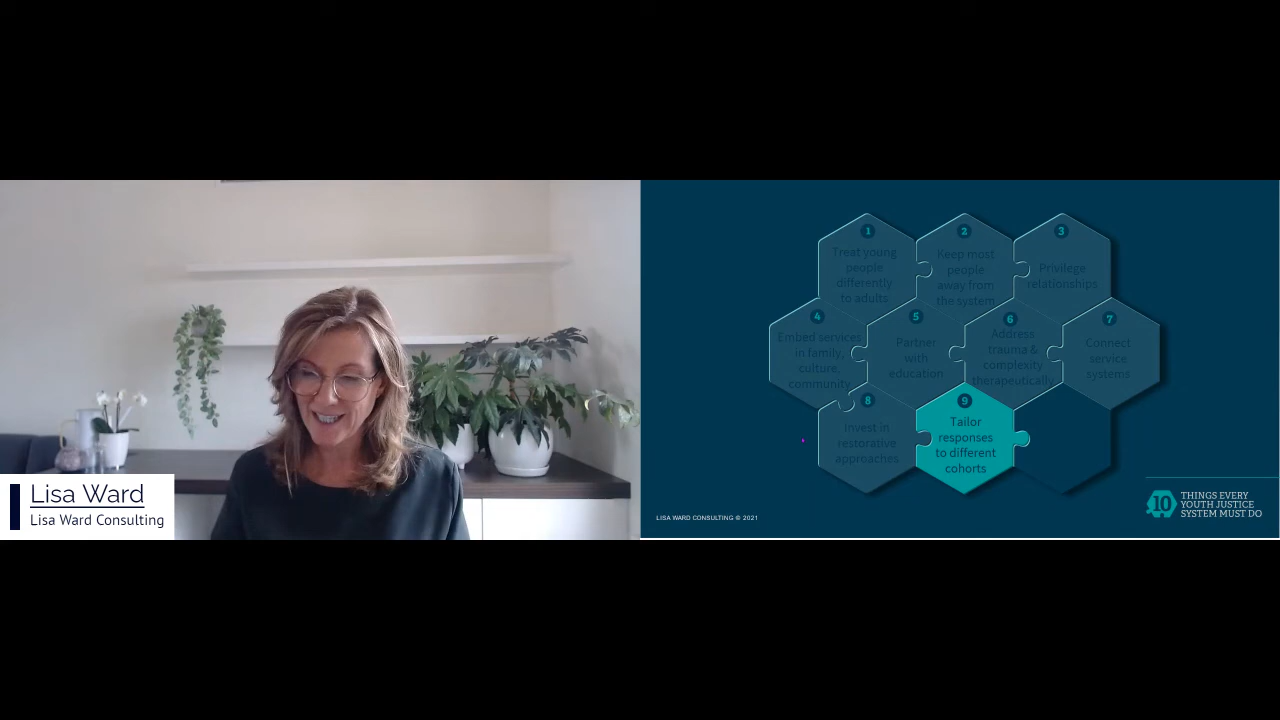 Lisa Ward
Lisa Ward Consulting
1
Treat young
people
differently
to adults
2
Keep most
people
away from
the system
3
Privilege
relationships
4
Embed services
in family,
culture,
community
5
Partner
with
education
6
Address
trauma &
complexity
therapeutically
7
Connect
service
systems
8
Invest in
restorative
approaches
9
Tailor
responses
to different
cohorts
LISA WARD CONSULTING © 2021
10
THINGS EVERY
YOUTH JUSTICE
SYSTEM MUST DO